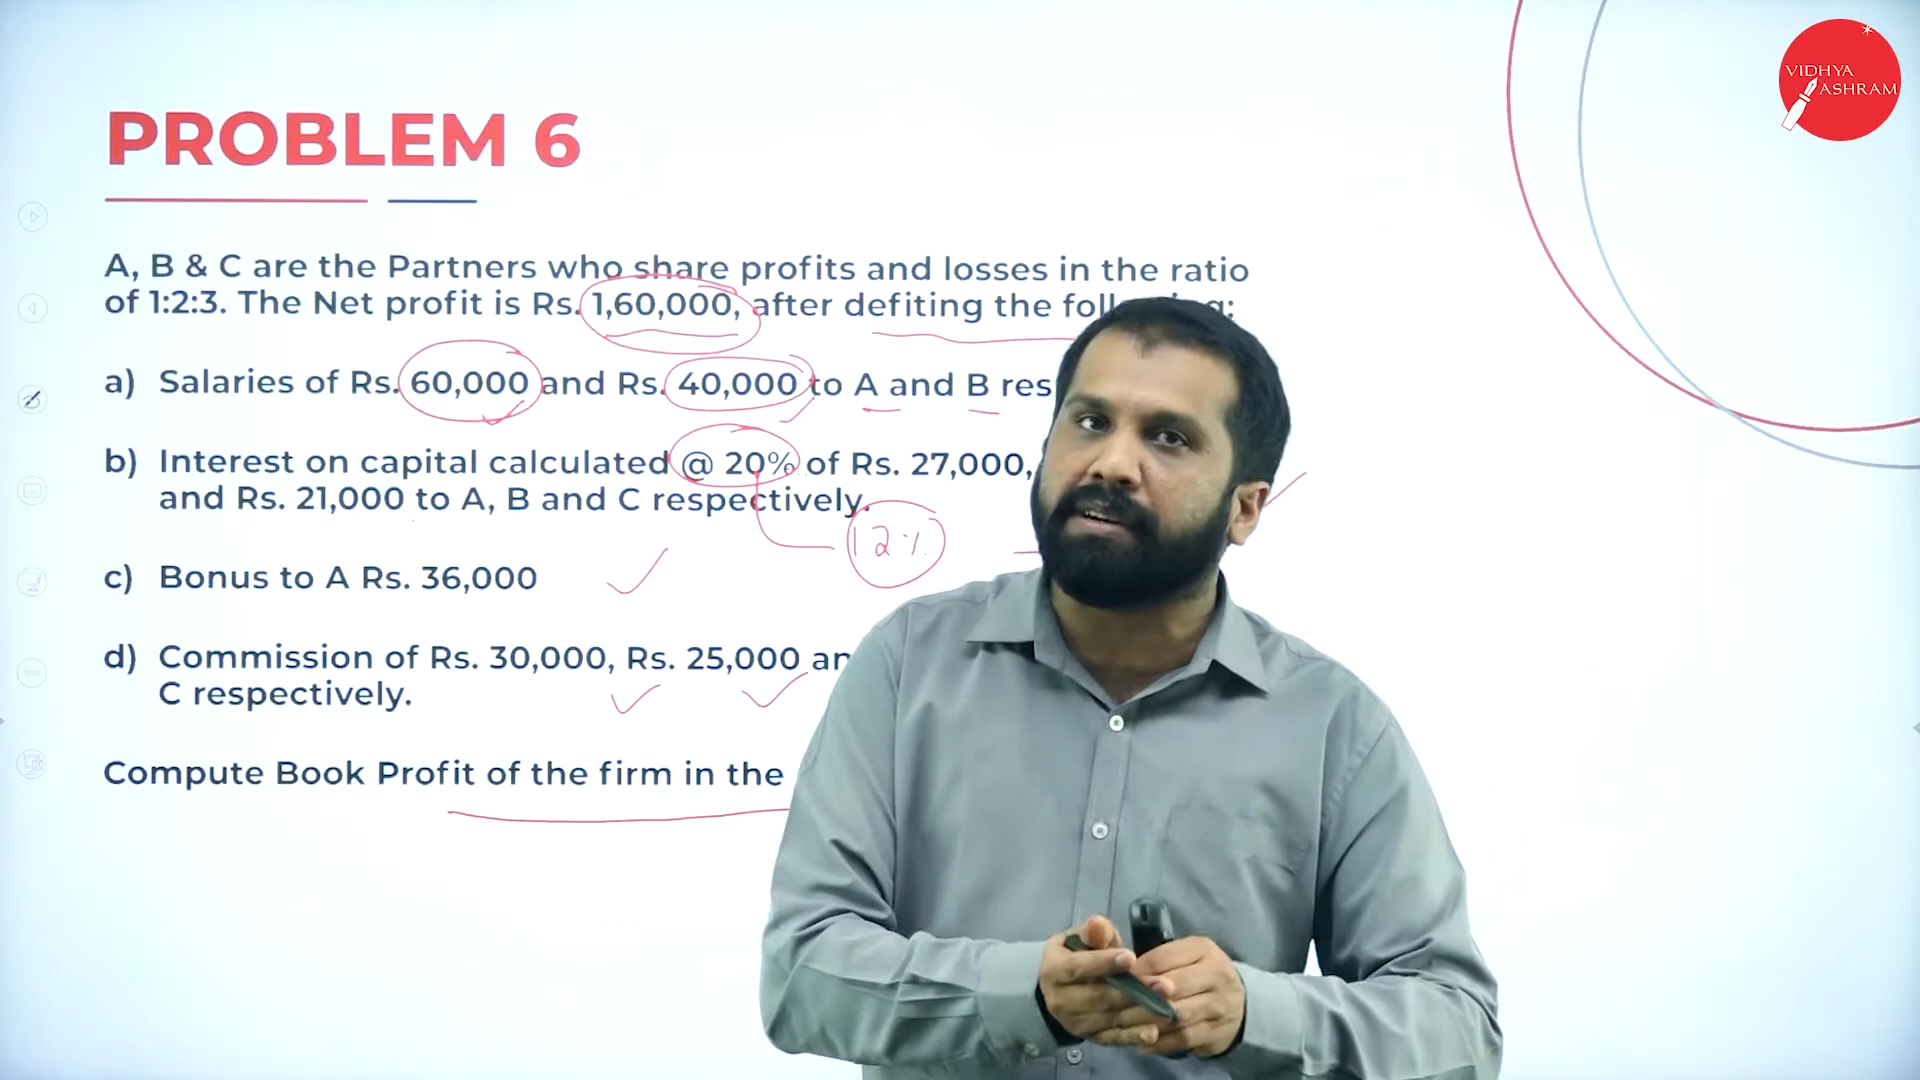 VIDHYA
ASHRAM
PROBLEM 6
A, B & C are the Partners who share profits and losses in the ratio
of 1:2:3. The Net profit is Rs. 1,60,000, after defiting the
a) Salaries of Rs. 60,000 and Rs. 40,000 to A and B
b) Interest on capital calculated @ 20% of Rs. 27,000,
and Rs. 21,000 to A, B and C respectively.
12%
c) Bonus to A Rs. 36,000
d) Commission of Rs. 30,000, Rs. 25,000
C respectively.
Compute Book Profit of the firm in the